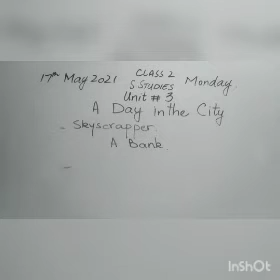 17th May 2021 CLASS 2 Monday.
S STUDIES
Unit # 3
A Day In the City
- Skyscrapper.
A Bank.
-
InShOt